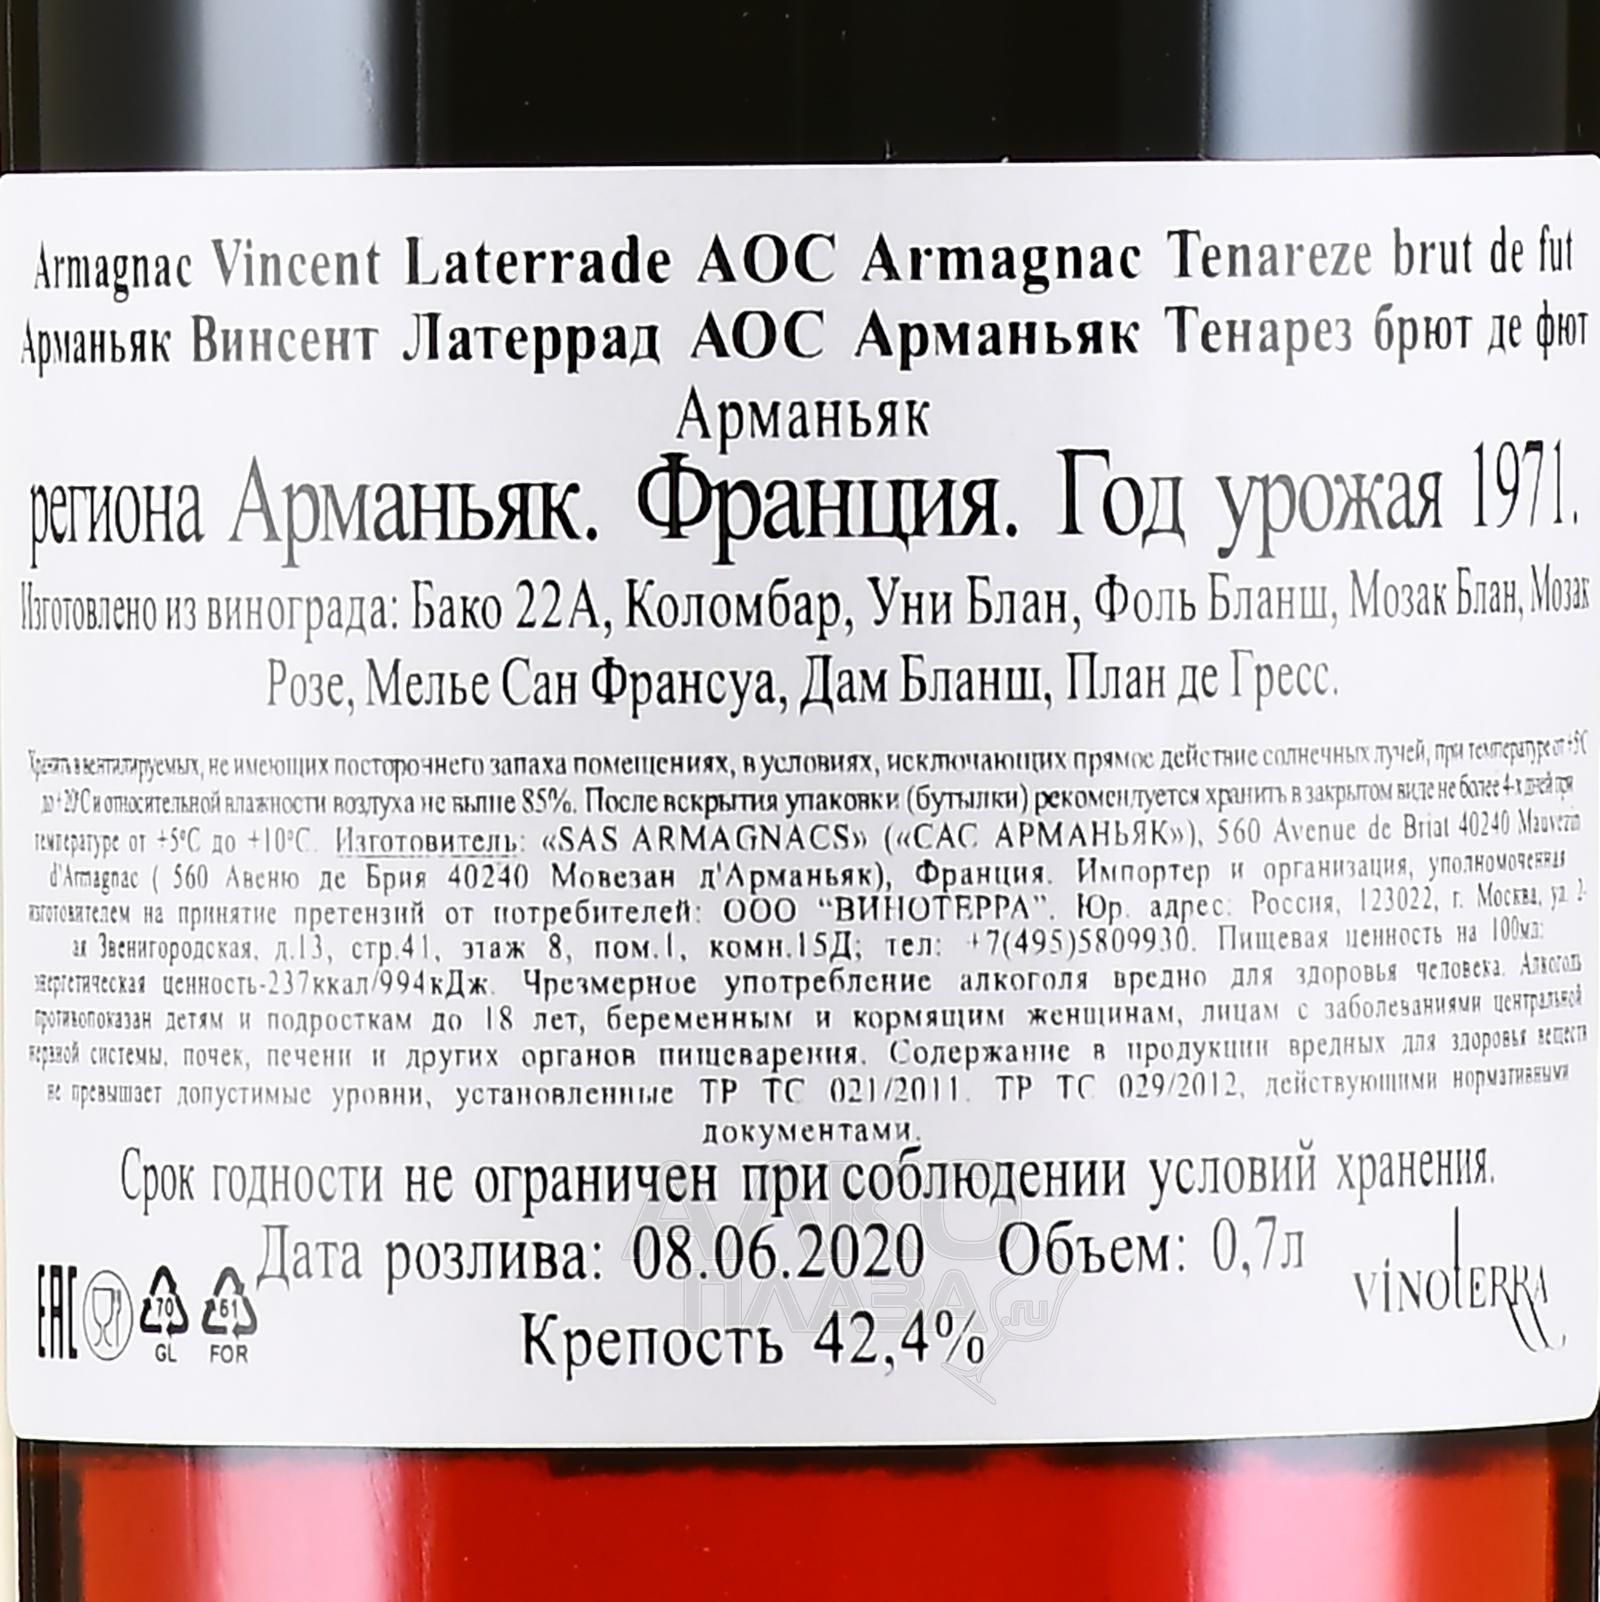 Armagnac Vincent Laterrade AOC Armagnac Tenareze brut de fut
Арманьяк Винсент Латеррад АОС Арманьяк Тенарез брют де фют
Арманьяк
региона Арманьяк. Франция. Год урожая 1971.
Изготовлено из винограда: Бако 22А, Коломбар, Уни Блан, Фоль Бланш, Мозак Блан, Мозак
Розе, Мелье Сан Франсуа, Дам Бланш, План де Гресс.
Хранить в вентилируемых, не имеющих постороннего запаха помещениях, в условиях, исключающих прямое действие солнечных лучей, при температуре от +5°С
до +20°С и относительной влажности воздуха не выше 85%. После вскрытия упаковки (бутылки) рекомендуется хранить в закрытом виде не более 4-х дней при
температуре от +5°С до +10°С. Изготовитель: «SAS ARMAGNACS» («САС АРМАНЬЯК»), 560 Avenue de Briat 40240 Mauvezin
d'Armagnac ( 560 Авеню де Брия 40240 Мовезан д'Арманьяк), Франция. Импортер и организация, уполномоченная
изготовителем на принятие претензий от потребителей: ООО "ВИНОТЕРРА". Юр. адрес: Россия, 123022, г. Москва, ул. 2-
ая Звенигородская, д.13, стр.41, этаж 8, пом.1, комн.15Д; тел: +7(495)5809930. Пищевая ценность на 100мл:
энергетическая ценность-237ккал/994кДж. Чрезмерное употребление алкоголя вредно для здоровья человека. Алкоголь
противопоказан детям и подросткам до 18 лет, беременным и кормящим женщинам, лицам с заболеваниями центральной
нервной системы, почек, печени и других органов пищеварения. Содержание в продукции вредных для здоровья веществ
не превышает допустимые уровни, установленные ТР ТС 021/2011. ТР ТС 029/2012, действующими нормативными
документами.
Срок годности не ограничен при соблюдении условий хранения.
Дата розлива: 08.06.2020 Объем: 0,7л
Крепость 42,4%
EAC
70
GL
61
FOR
VINOTERRA
АЛКО
ПЛАЗА.ru